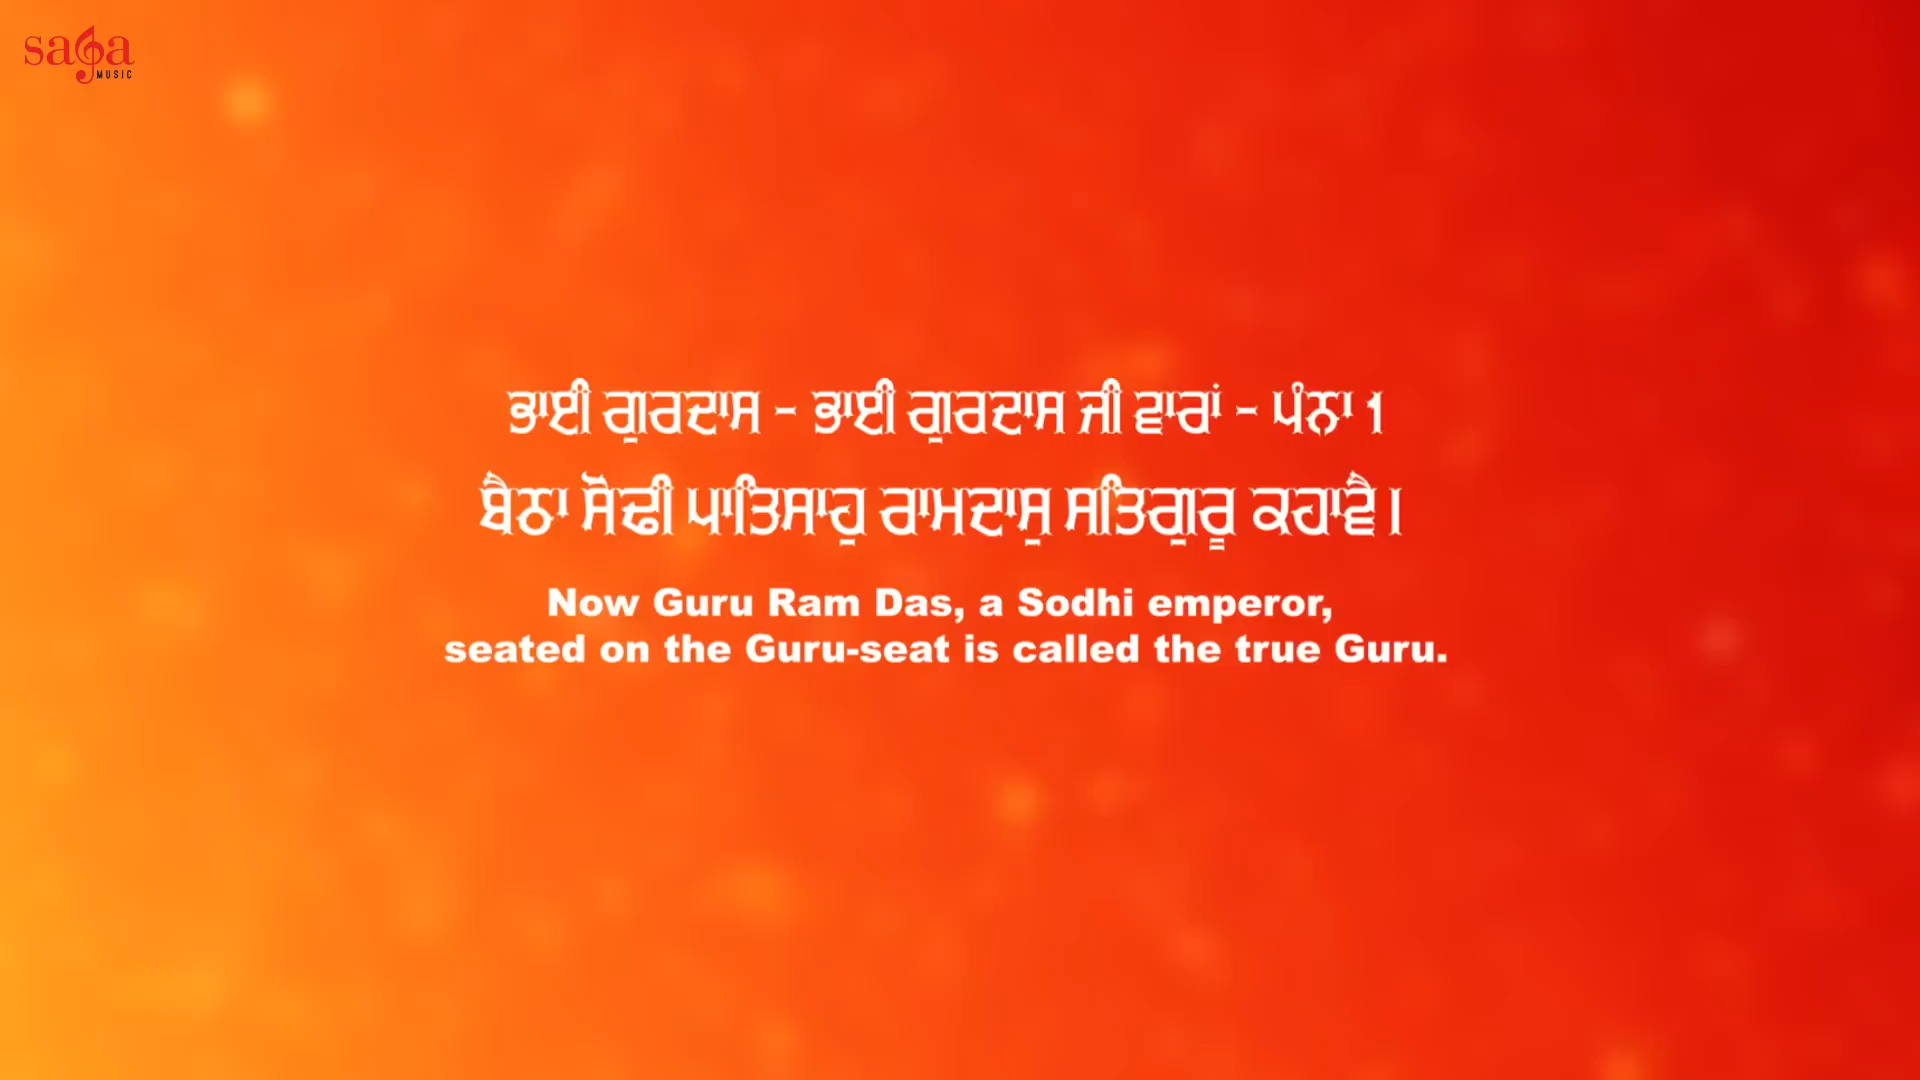 saga
MUSIC
ਭਾਈ ਗੁਰਦਾਸ - ਭਾਈ ਗੁਰਦਾਸ ਜੀ ਵਾਰਾਂ - ਪੰਨਾ 1
ਬੈਠਾ ਸੋਢੀ ਪਾਤਿਸਾਹੁ ਰਾਮਦਾਸੁ ਸਤਿਗੁਰੂ ਕਹਾਵੈ।
Now Guru Ram Das, a Sodhi emperor,
seated on the Guru-seat is called the true Guru.